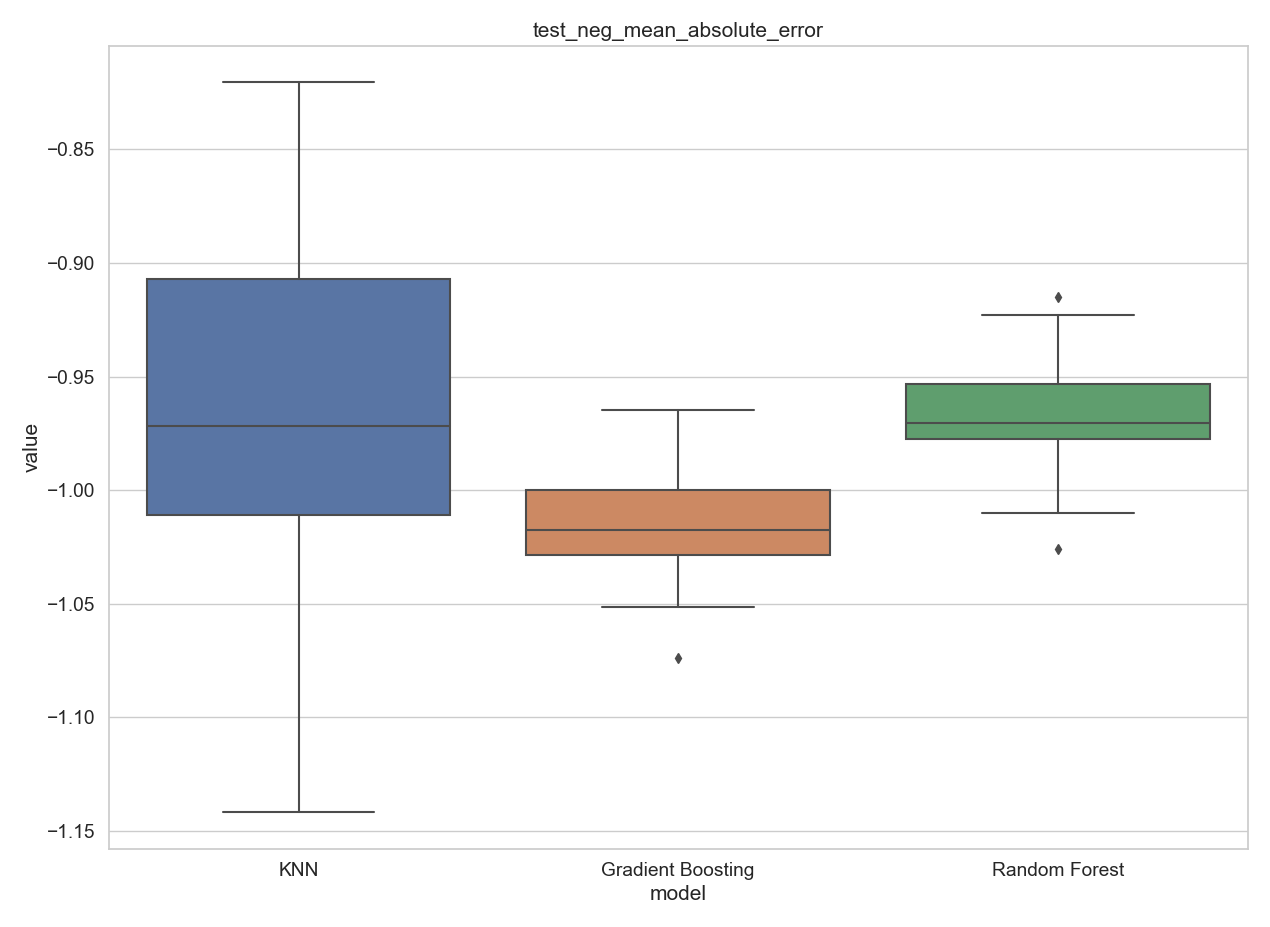 test_neg_mean_absolute_error
−0.85
−0.90
−0.95
−1.00
−1.05
−1.10
−1.15
value
KNN
Gradient Boosting
Random Forest
model